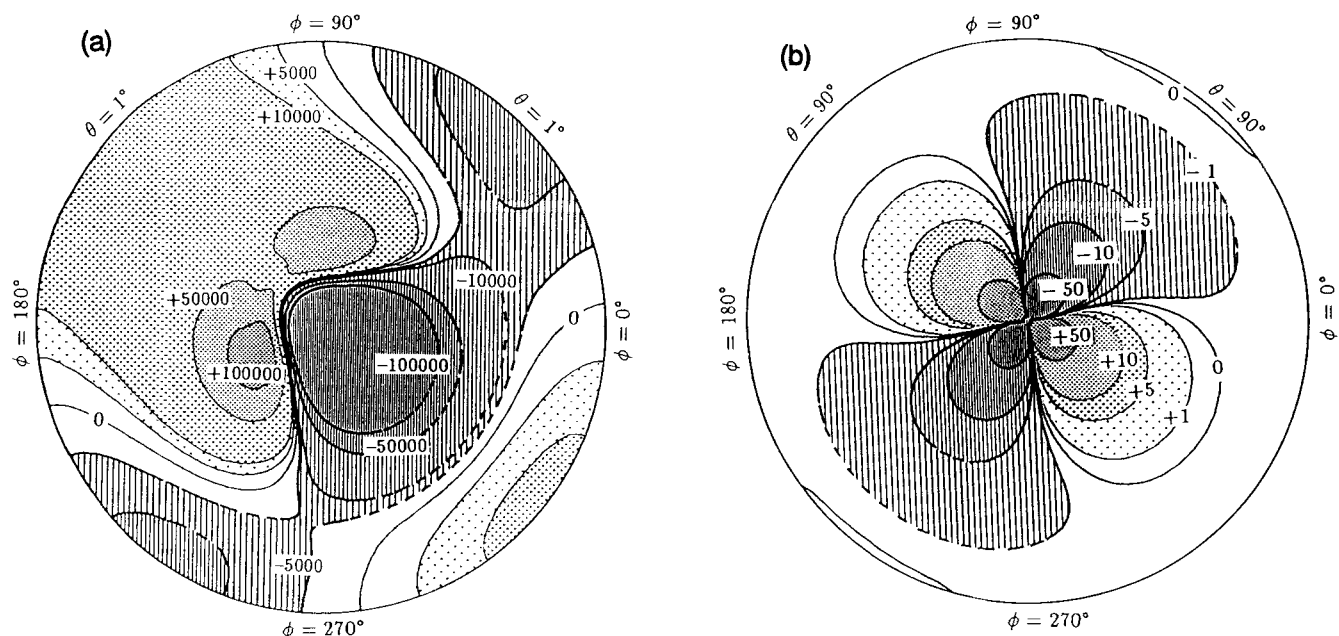 (a)
ϕ = 90°
θ = 1°
θ = 1°
+5000
+10000
ϕ = 180°
ϕ = 0°
+50000
+100000
−10000
0
−100000
0
−50000
−5000
ϕ = 270°
(b)
ϕ = 90°
θ = 90°
θ = 90°
0
− 1
−5
−10
− 50
ϕ = 180°
ϕ = 0°
+50
+10
0
+5
+1
ϕ = 270°